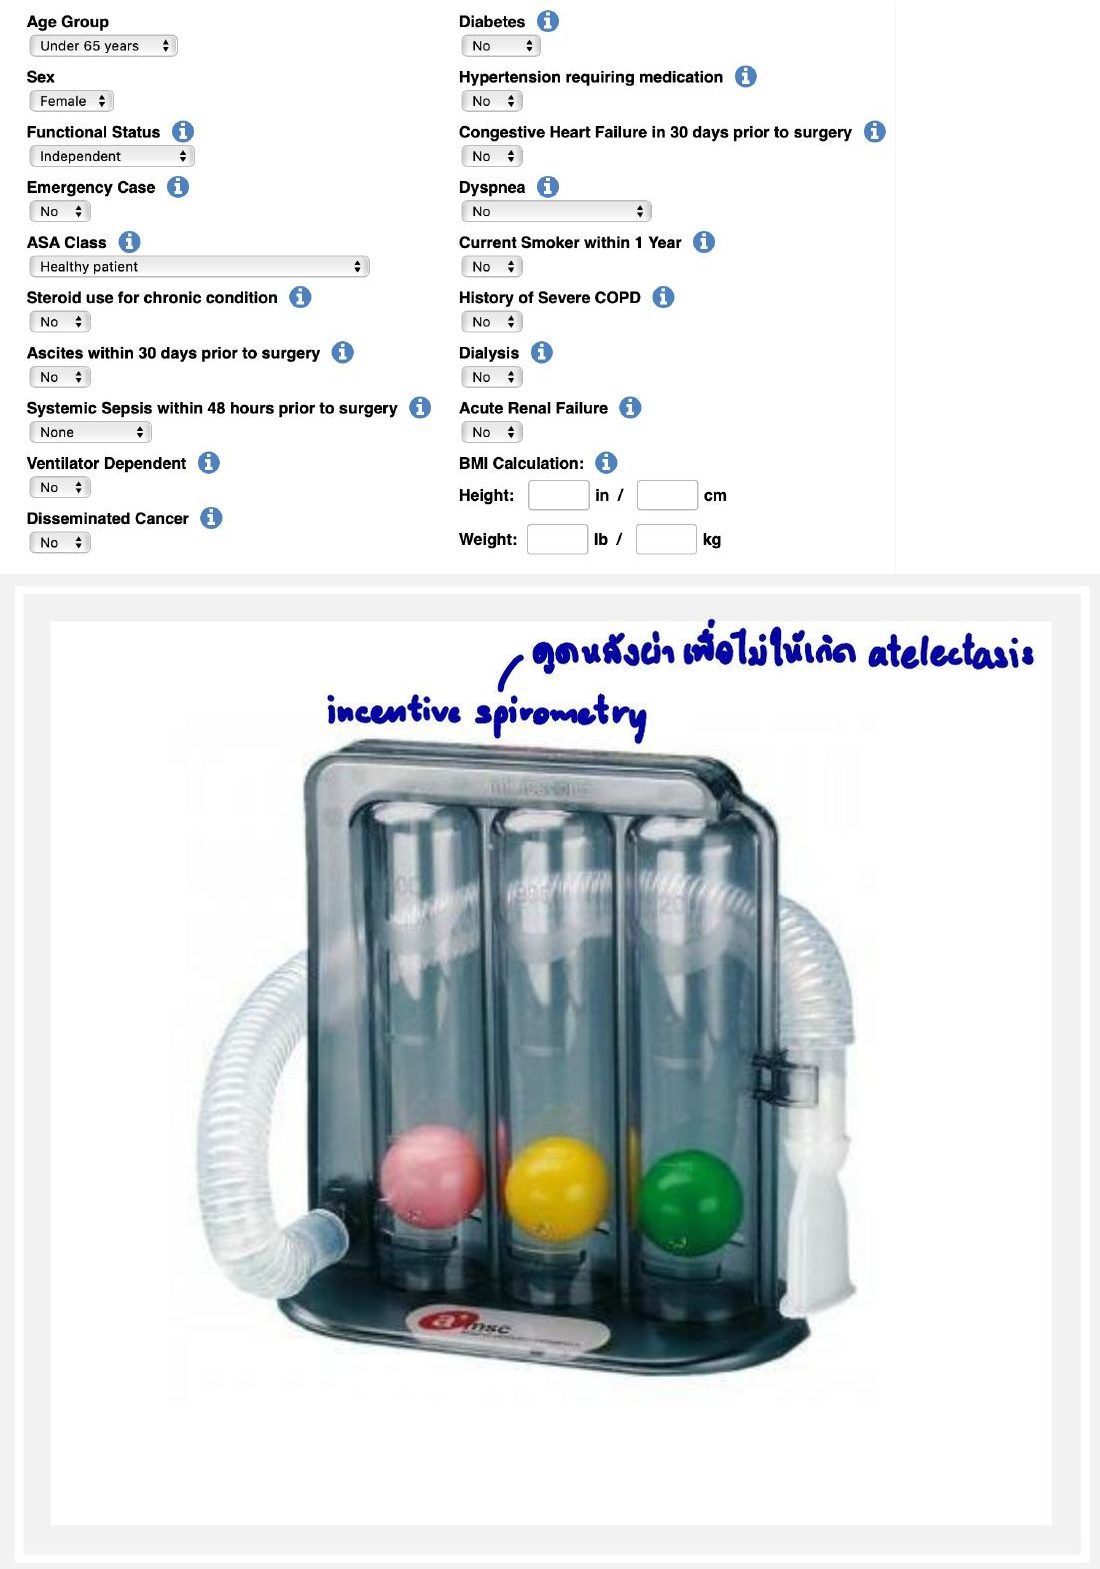 Age Group
Under 65 years
Sex
Female
Functional Status
Independent
Emergency Case
No
ASA Class
Healthy patient
Steroid use for chronic condition
No
Ascites within 30 days prior to surgery
No
Systemic Sepsis within 48 hours prior to surgery
None
Ventilator Dependent
No
Disseminated Cancer
No
Diabetes
No
Hypertension requiring medication
No
Congestive Heart Failure in 30 days prior to surgery
No
Dyspnea
No
Current Smoker within 1 Year
No
History of Severe COPD
No
Dialysis
No
Acute Renal Failure
No
BMI Calculation:
Height: in / cm
Weight: lb / kg
ดูดหลังผ่า เพื่อไม่ให้เกิด atelectasis
incentive spirometry
msc